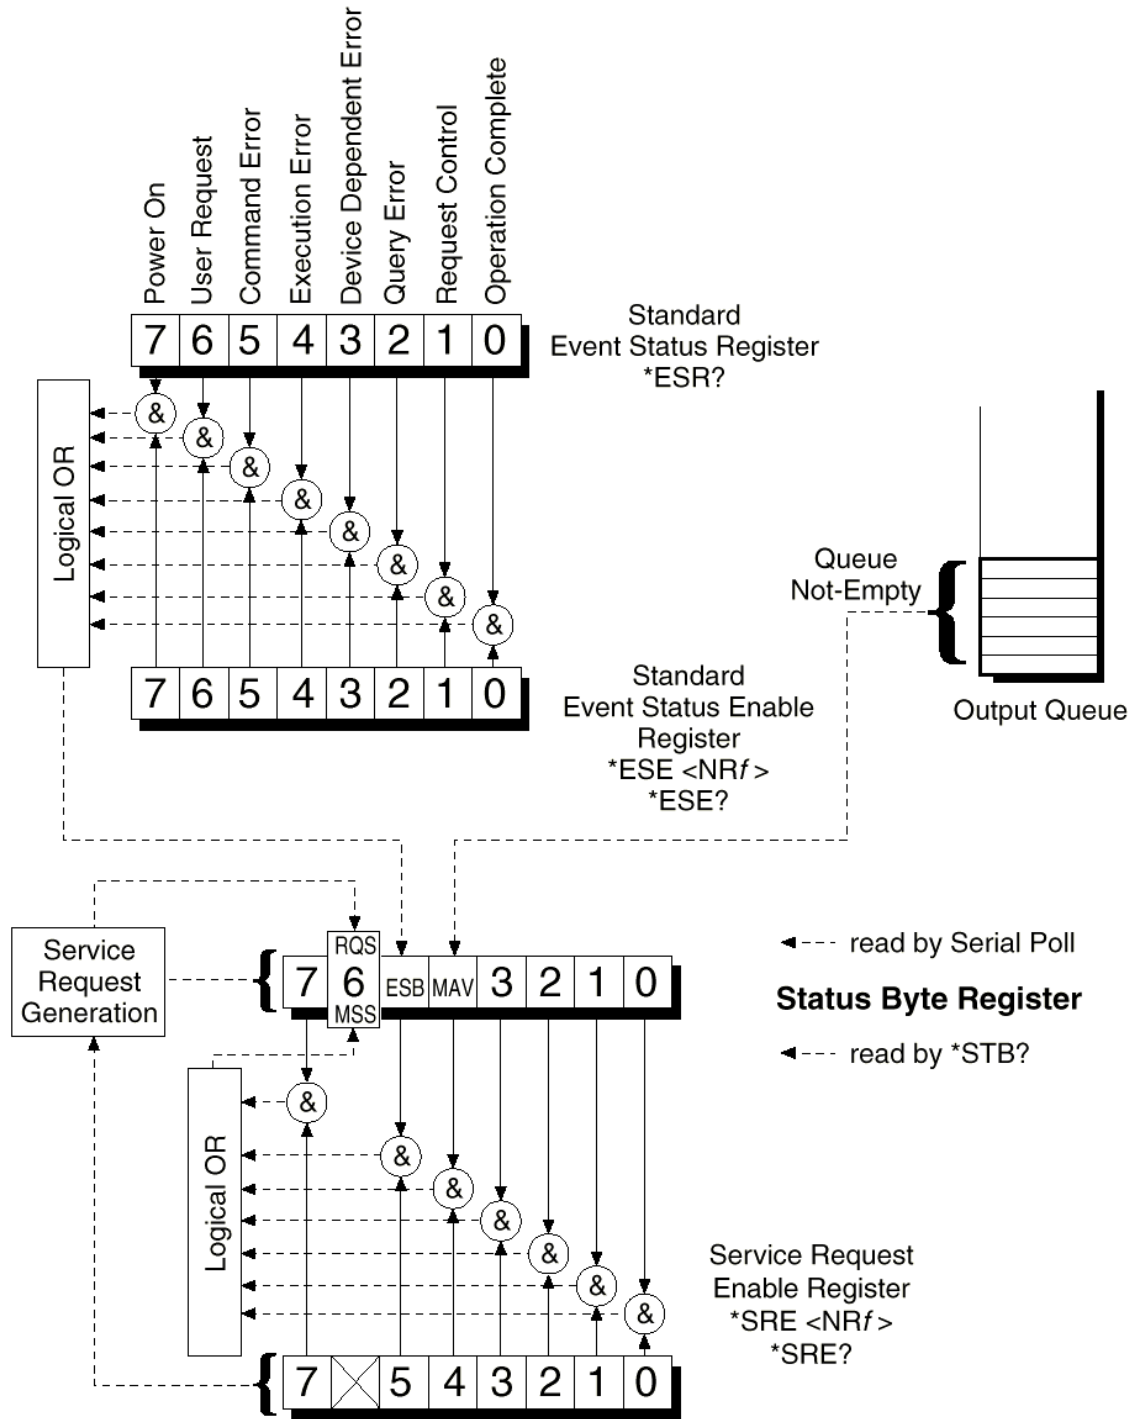 Power On
User Request
Command Error
Execution Error
Device Dependent Error
Query Error
Request Control
Operation Complete
7 6 5 4 3 2 1 0
Standard
Event Status Register
*ESR?
&
&
&
&
&
&
&
&
Logical OR
Queue
Not-Empty
Output Queue
7 6 5 4 3 2 1 0
Standard
Event Status Enable
Register
*ESE <NRf>
*ESE?
Service
Request
Generation
RQS
7 6 ESB MAV 3 2 1 0
MSS
read by Serial Poll
Status Byte Register
read by *STB?
&
&
&
&
&
&
&
Logical OR
Service Request
Enable Register
*SRE <NRf>
*SRE?
7 5 4 3 2 1 0